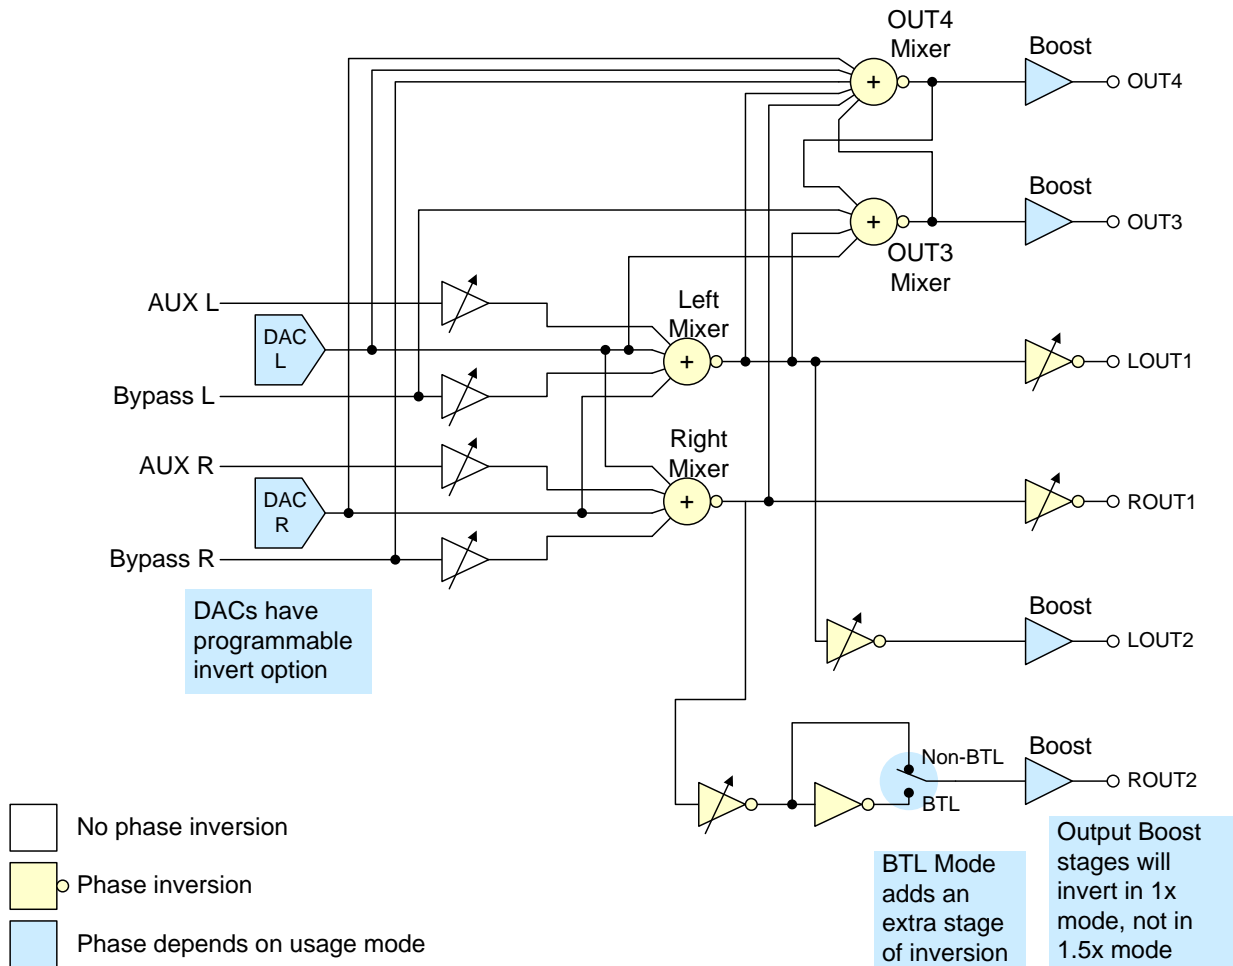 OUT4
Mixer
Boost
+
OUT4
Boost
+
OUT3
OUT3
Mixer
AUX L
Left
Mixer
DAC
L
+
LOUT1
Bypass L
Right
Mixer
AUX R
DAC
R
+
ROUT1
Bypass R
DACs have
programmable
invert option
Boost
LOUT2
Boost
Non-BTL
ROUT2
BTL
No phase inversion
Phase inversion
Phase depends on usage mode
BTL Mode
adds an
extra stage
of inversion
Output Boost
stages will
invert in 1x
mode, not in
1.5x mode